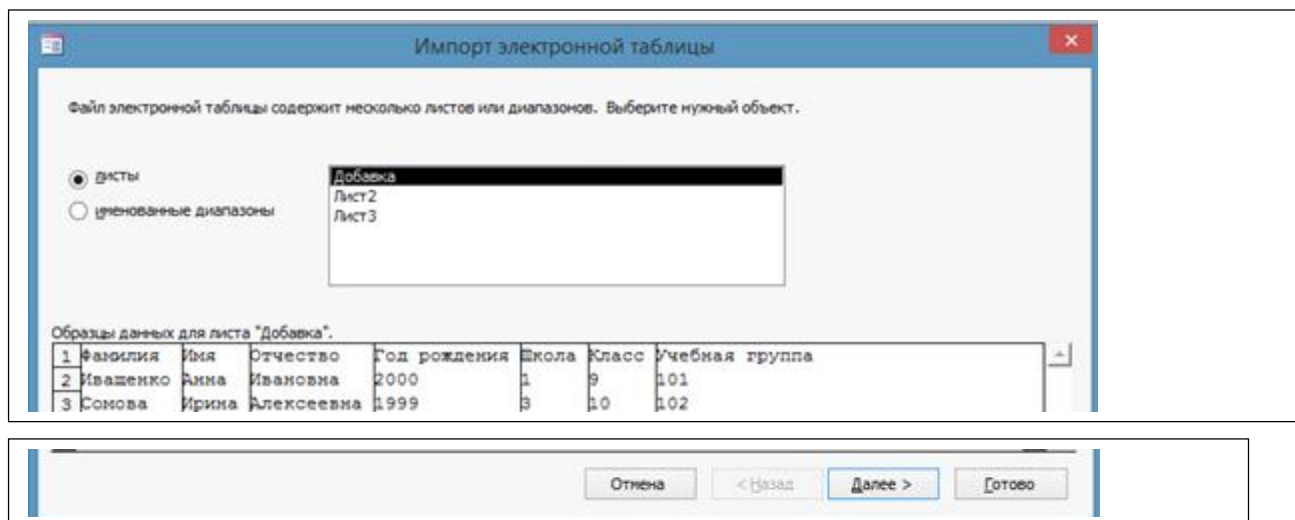 Импорт электронной таблицы
Файл электронной таблицы содержит несколько листов или диапазонов. Выберите нужный объект.
листы
именованные диапазоны
Добавка
Лист2
Лист3
Образцы данных для листа "Добавка".
1 Фамилия Имя Отчество Год рождения Школа Класс Учебная группа
2 Иващенко Анна Ивановна 2000 1 9 101
3 Сомова Ирина Алексеевна 1999 3 10 102
Отмена < Назад Далее > Готово